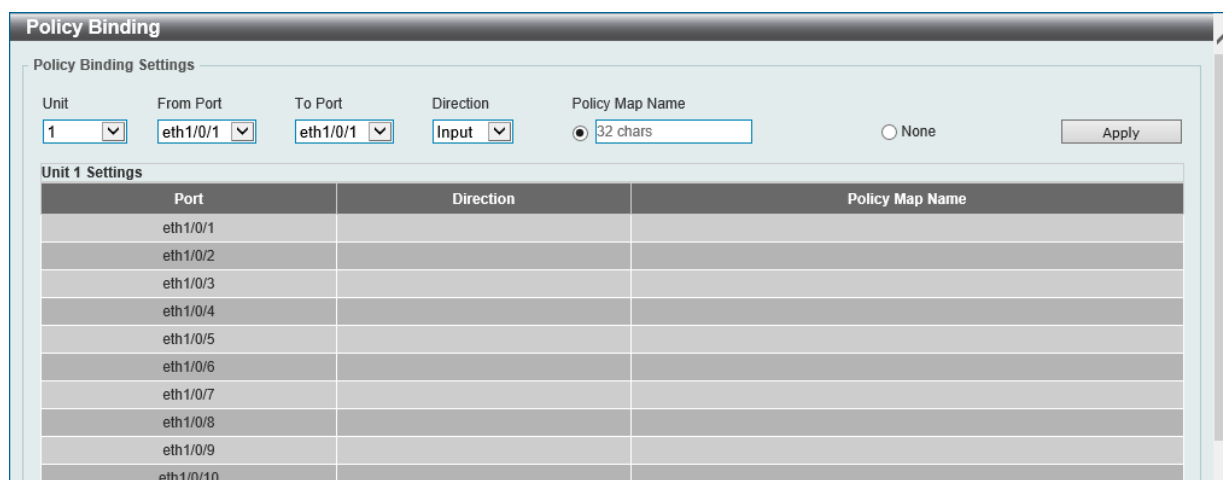 Policy Binding
Policy Binding Settings
Unit From Port To Port Direction Policy Map Name
1 eth1/0/1 eth1/0/1 Input 32 chars None Apply
Unit 1 Settings
Port Direction Policy Map Name
eth1/0/1
eth1/0/2
eth1/0/3
eth1/0/4
eth1/0/5
eth1/0/6
eth1/0/7
eth1/0/8
eth1/0/9
eth1/0/10